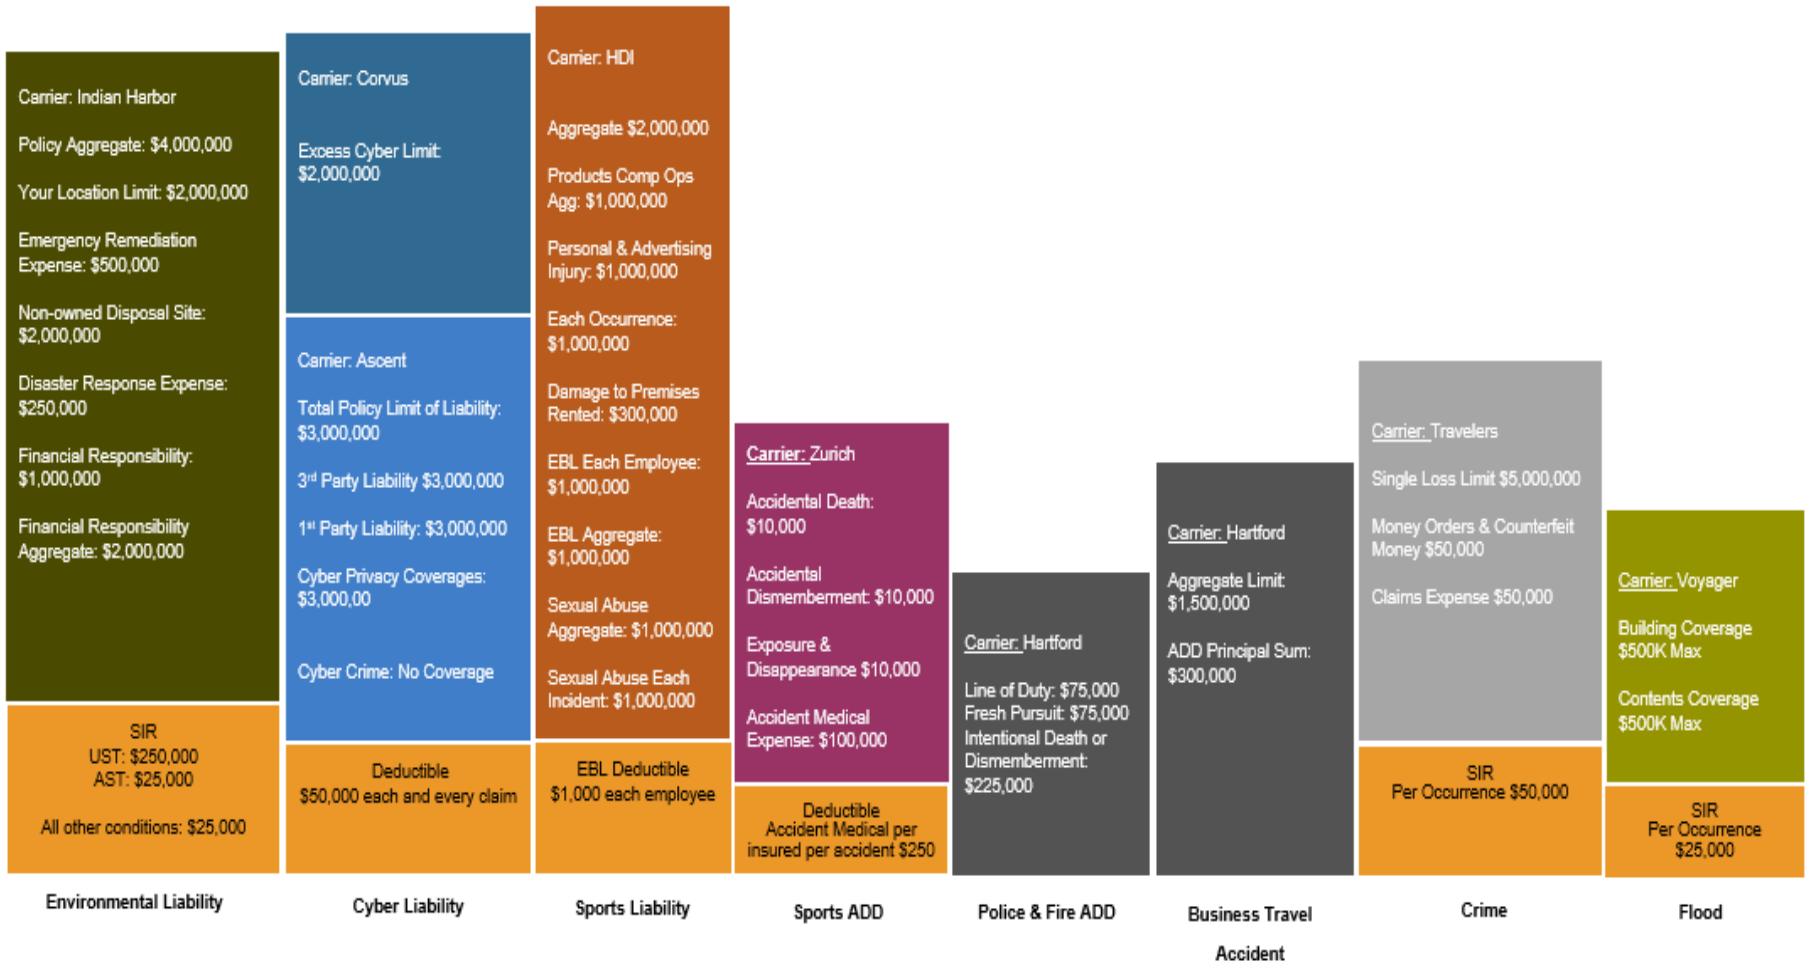 Carrier: Indian Harbor
Policy Aggregate: $4,000,000
Your Location Limit: $2,000,000
Emergency Remediation
Expense: $500,000
Non-owned Disposal Site:
$2,000,000
Disaster Response Expense:
$250,000
Financial Responsibility:
$1,000,000
Financial Responsibility
Aggregate: $2,000,000
SIR
UST: $250,000
AST: $25,000
All other conditions: $25,000
Environmental Liability
Carrier: Corvus
Excess Cyber Limit:
$2,000,000
Carrier: Ascent
Total Policy Limit of Liability:
$3,000,000
3rd Party Liability $3,000,000
1st Party Liability: $3,000,000
Cyber Privacy Coverages:
$3,000,00
Cyber Crime: No Coverage
Deductible
$50,000 each and every claim
Cyber Liability
Carrier: HDI
Aggregate $2,000,000
Products Comp Ops
Agg: $1,000,000
Personal & Advertising
Injury: $1,000,000
Each Occurrence:
$1,000,000
Damage to Premises
Rented: $300,000
EBL Each Employee:
$1,000,000
EBL Aggregate:
$1,000,000
Sexual Abuse
Aggregate: $1,000,000
Sexual Abuse Each
Incident: $1,000,000
EBL Deductible
$1,000 each employee
Sports Liability
Carrier: Zurich
Accidental Death:
$10,000
Accidental
Dismemberment: $10,000
Exposure &
Disappearance $10,000
Accident Medical
Expense: $100,000
Deductible
Accident Medical per
insured per accident $250
Sports ADD
Carrier: Hartford
Line of Duty: $75,000
Fresh Pursuit: $75,000
Intentional Death or
Dismemberment:
$225,000
Police & Fire ADD
Carrier: Hartford
Aggregate Limit:
$1,500,000
ADD Principal Sum:
$300,000
Business Travel
Accident
Carrier: Travelers
Single Loss Limit $5,000,000
Money Orders & Counterfeit
Money $50,000
Claims Expense $50,000
SIR
Per Occurrence $50,000
Crime
Carrier: Voyager
Building Coverage
$500K Max
Contents Coverage
$500K Max
SIR
Per Occurrence
$25,000
Flood